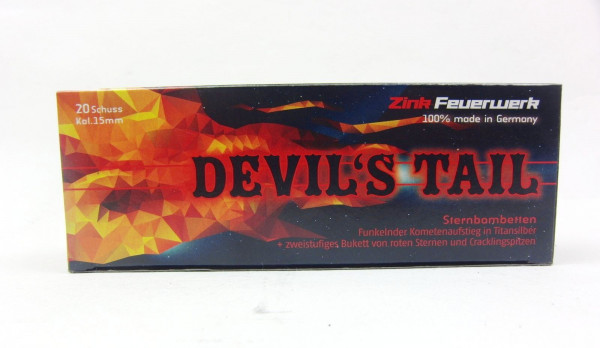 20 Schuss
Kal.15mm
Zink Feuerwerk
100% made in Germany
DEVIL'S TAIL
Sternbombetten
Funkelnder Kometenaufstieg in Titansilber
+ zweistufiges Bukett von roten Sternen und Cracklingspitzen